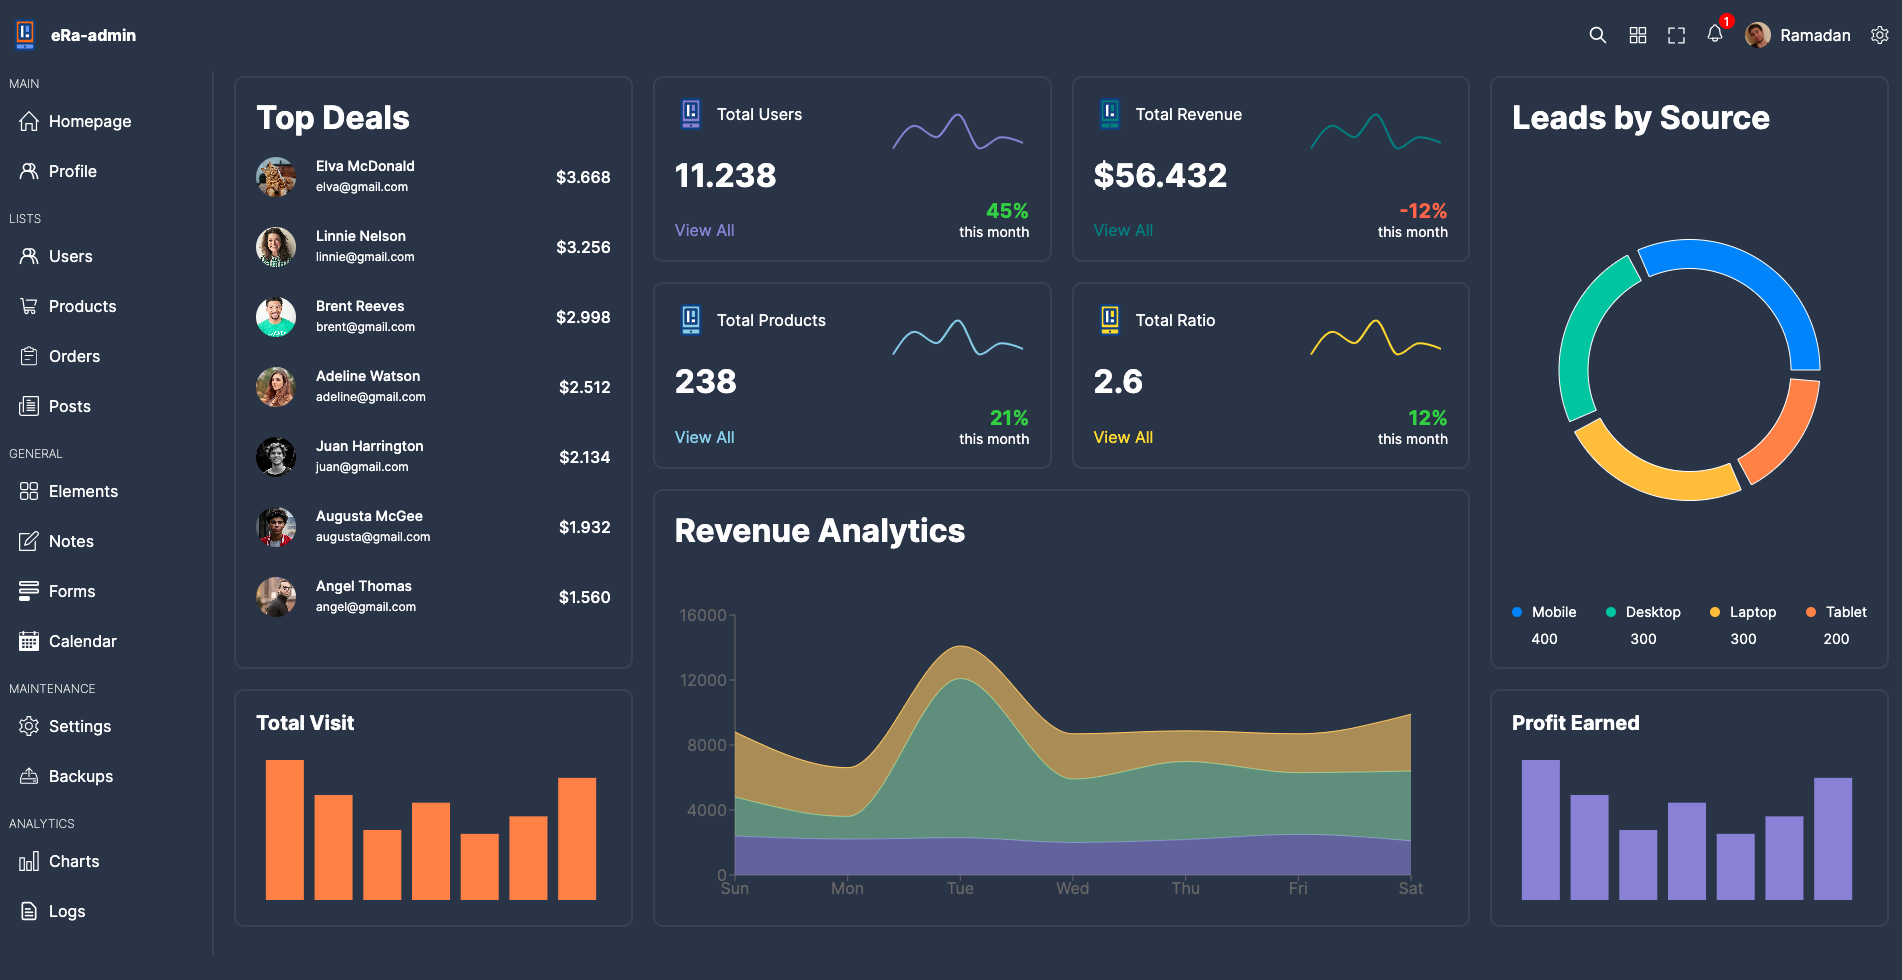 eRa-admin
1
Ramadan
MAIN
Homepage
Profile
LISTS
Users
Products
Orders
Posts
GENERAL
Elements
Notes
Forms
Calendar
MAINTENANCE
Settings
Backups
ANALYTICS
Charts
Logs
Top Deals
Elva McDonald
elva@gmail.com
$3.668
Linnie Nelson
linnie@gmail.com
$3.256
Brent Reeves
brent@gmail.com
$2.998
Adeline Watson
adeline@gmail.com
$2.512
Juan Harrington
juan@gmail.com
$2.134
Augusta McGee
augusta@gmail.com
$1.932
Angel Thomas
angel@gmail.com
$1.560
Total Visit
Total Users
11.238
View All
45%
this month
Total Revenue
$56.432
View All
-12%
this month
Total Products
238
View All
21%
this month
Total Ratio
2.6
View All
12%
this month
Revenue Analytics
16000
12000
8000
4000
0
Sun Mon Tue Wed Thu Fri Sat
Leads by Source
Mobile Desktop Laptop Tablet
400 300 300 200
Profit Earned